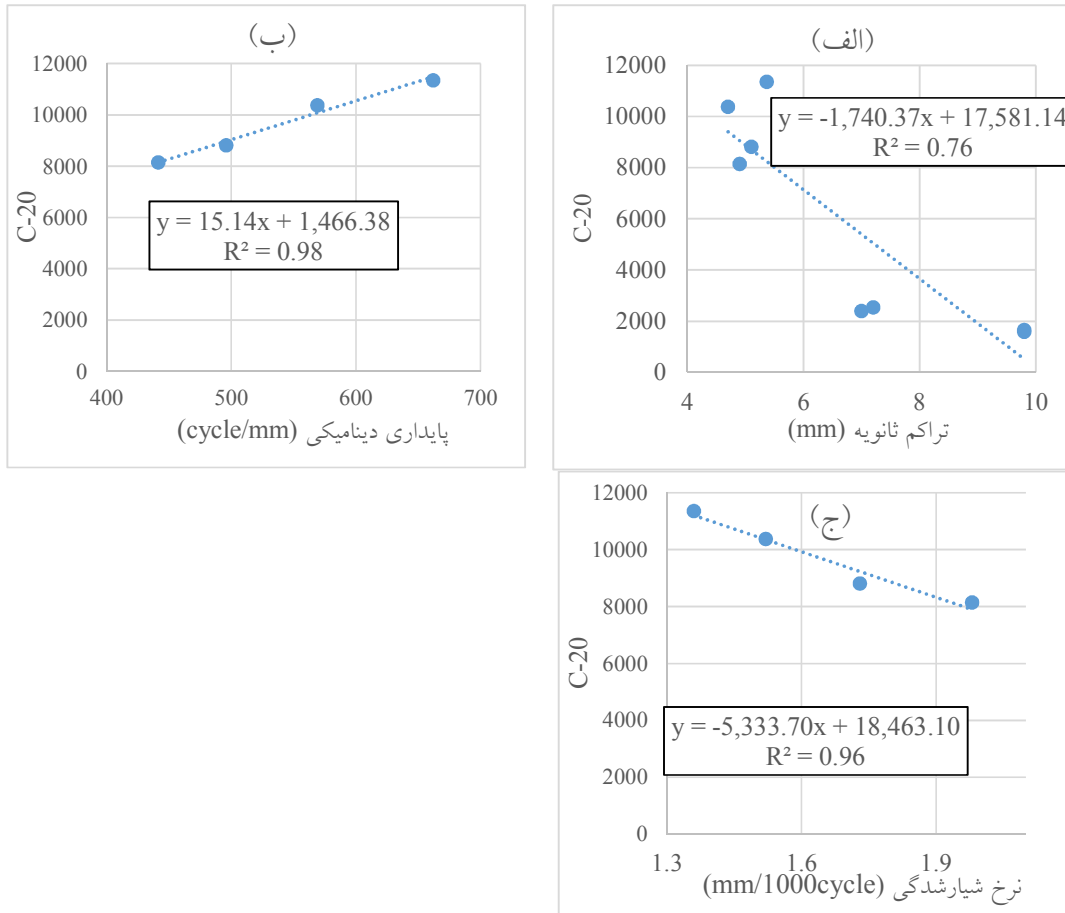 (الف)
12000
10000
8000
6000
4000
2000
0
C-20
y = -1,740.37x + 17,581.14
R² = 0.76
4 6 8 10
تراکم ثانویه (mm)
(ب)
12000
10000
8000
6000
4000
2000
0
C-20
y = 15.14x + 1,466.38
R² = 0.98
400 500 600 700
پایداری دینامیکی (cycle/mm)
(ج)
12000
10000
8000
6000
4000
2000
0
C-20
y = -5,333.70x + 18,463.10
R² = 0.96
1.3 1.6 1.9
نرخ شیارشدگی (mm/1000cycle)